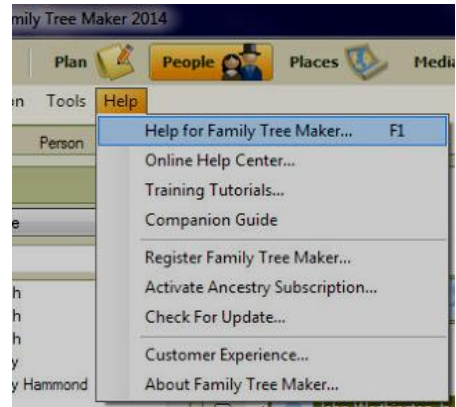 mily Tree Maker 2014
Plan People Places Media
on Tools Help
Person
Help for Family Tree Maker... F1
Online Help Center...
Training Tutorials...
Companion Guide
Register Family Tree Maker...
Activate Ancestry Subscription...
Check For Update...
Customer Experience...
About Family Tree Maker...
e
h
h
h
y
y Hammond